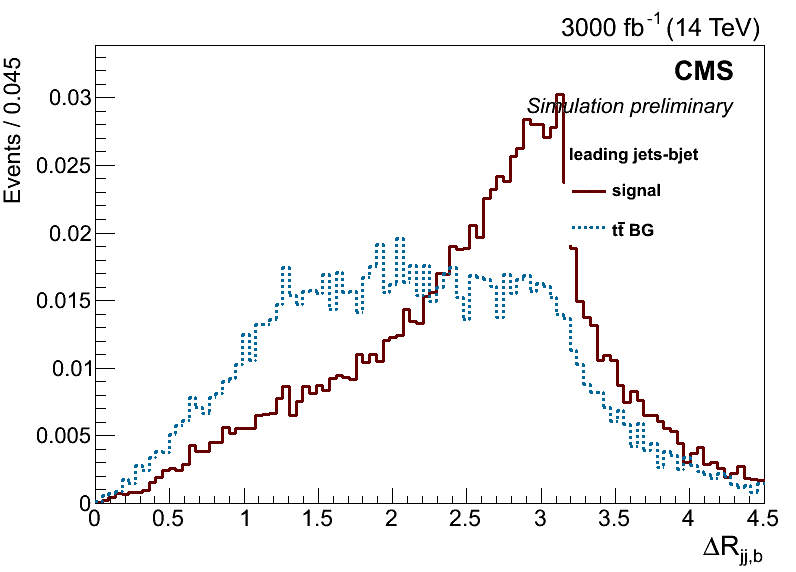 3000 fb⁻¹ (14 TeV)
CMS
Simulation preliminary
leading jets-bjet
signal
tt̄ BG
Events / 0.045
0.03
0.025
0.02
0.015
0.01
0.005
0
0 0.5 1 1.5 2 2.5 3 3.5 4 4.5
ΔR jj,b